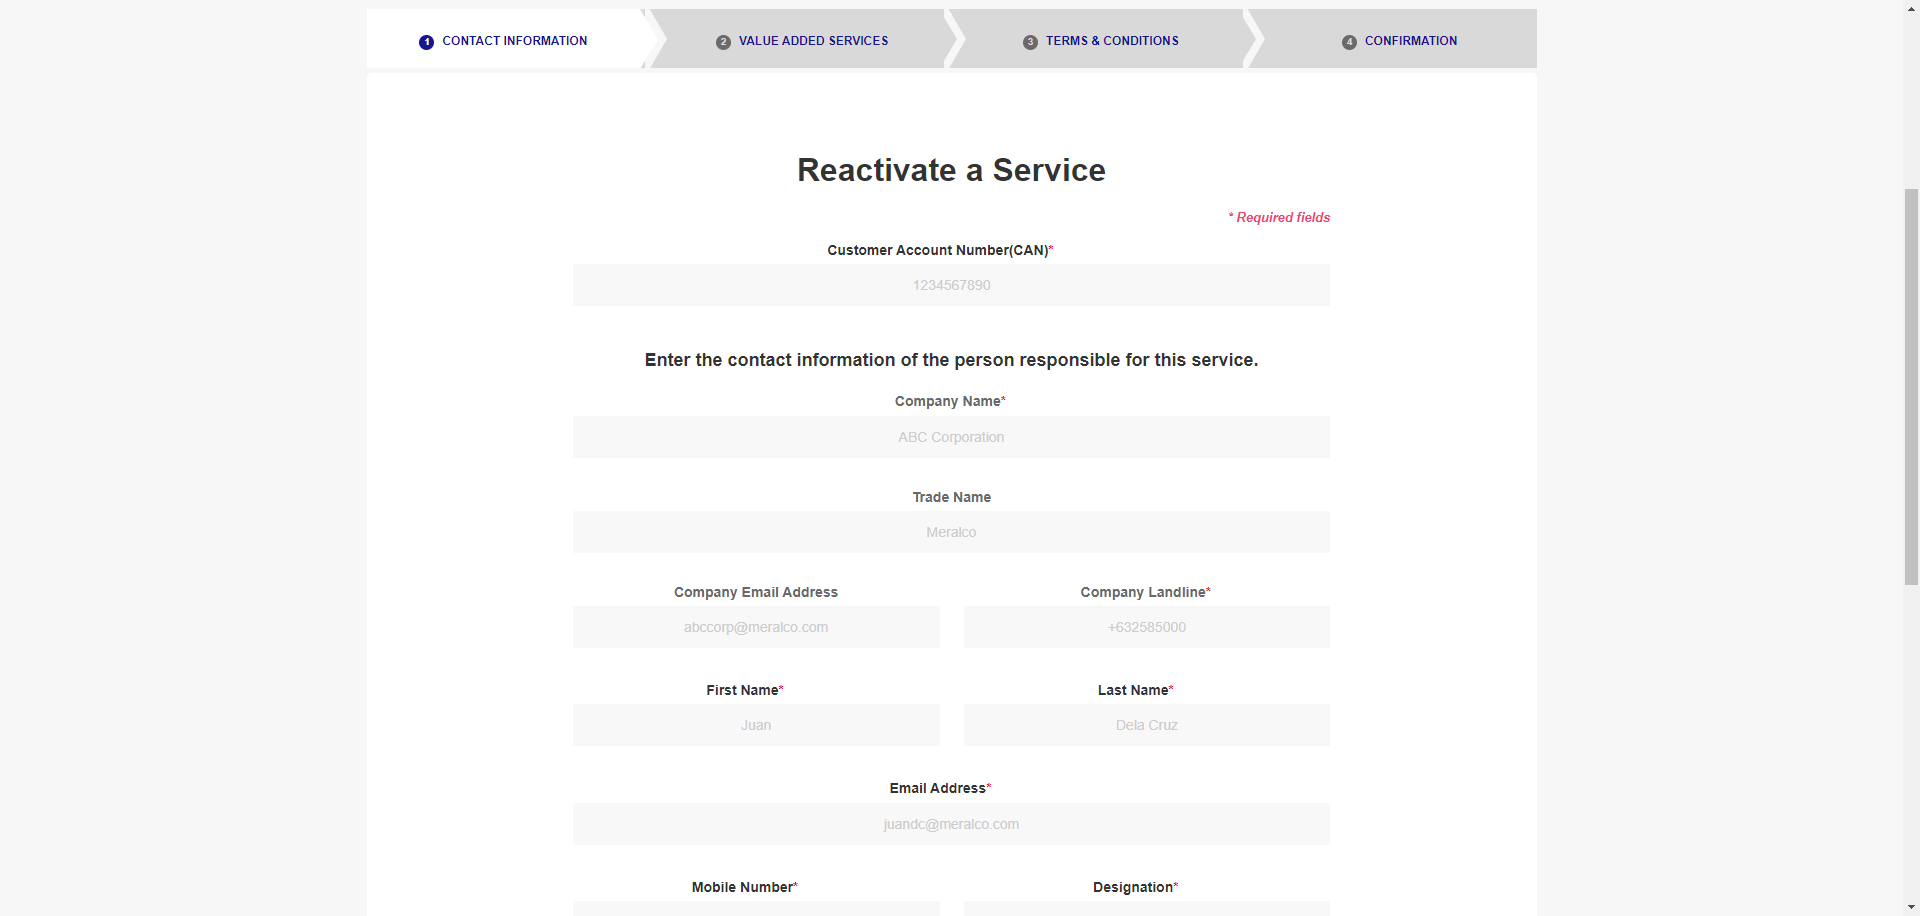 1 CONTACT INFORMATION
2 VALUE ADDED SERVICES
3 TERMS & CONDITIONS
4 CONFIRMATION
Reactivate a Service
* Required fields
Customer Account Number(CAN)*
1234567890
Enter the contact information of the person responsible for this service.
Company Name*
ABC Corporation
Trade Name
Meralco
Company Email Address
abccorp@meralco.com
Company Landline*
+632585000
First Name*
Juan
Last Name*
Dela Cruz
Email Address*
juandc@meralco.com
Mobile Number*
Designation*